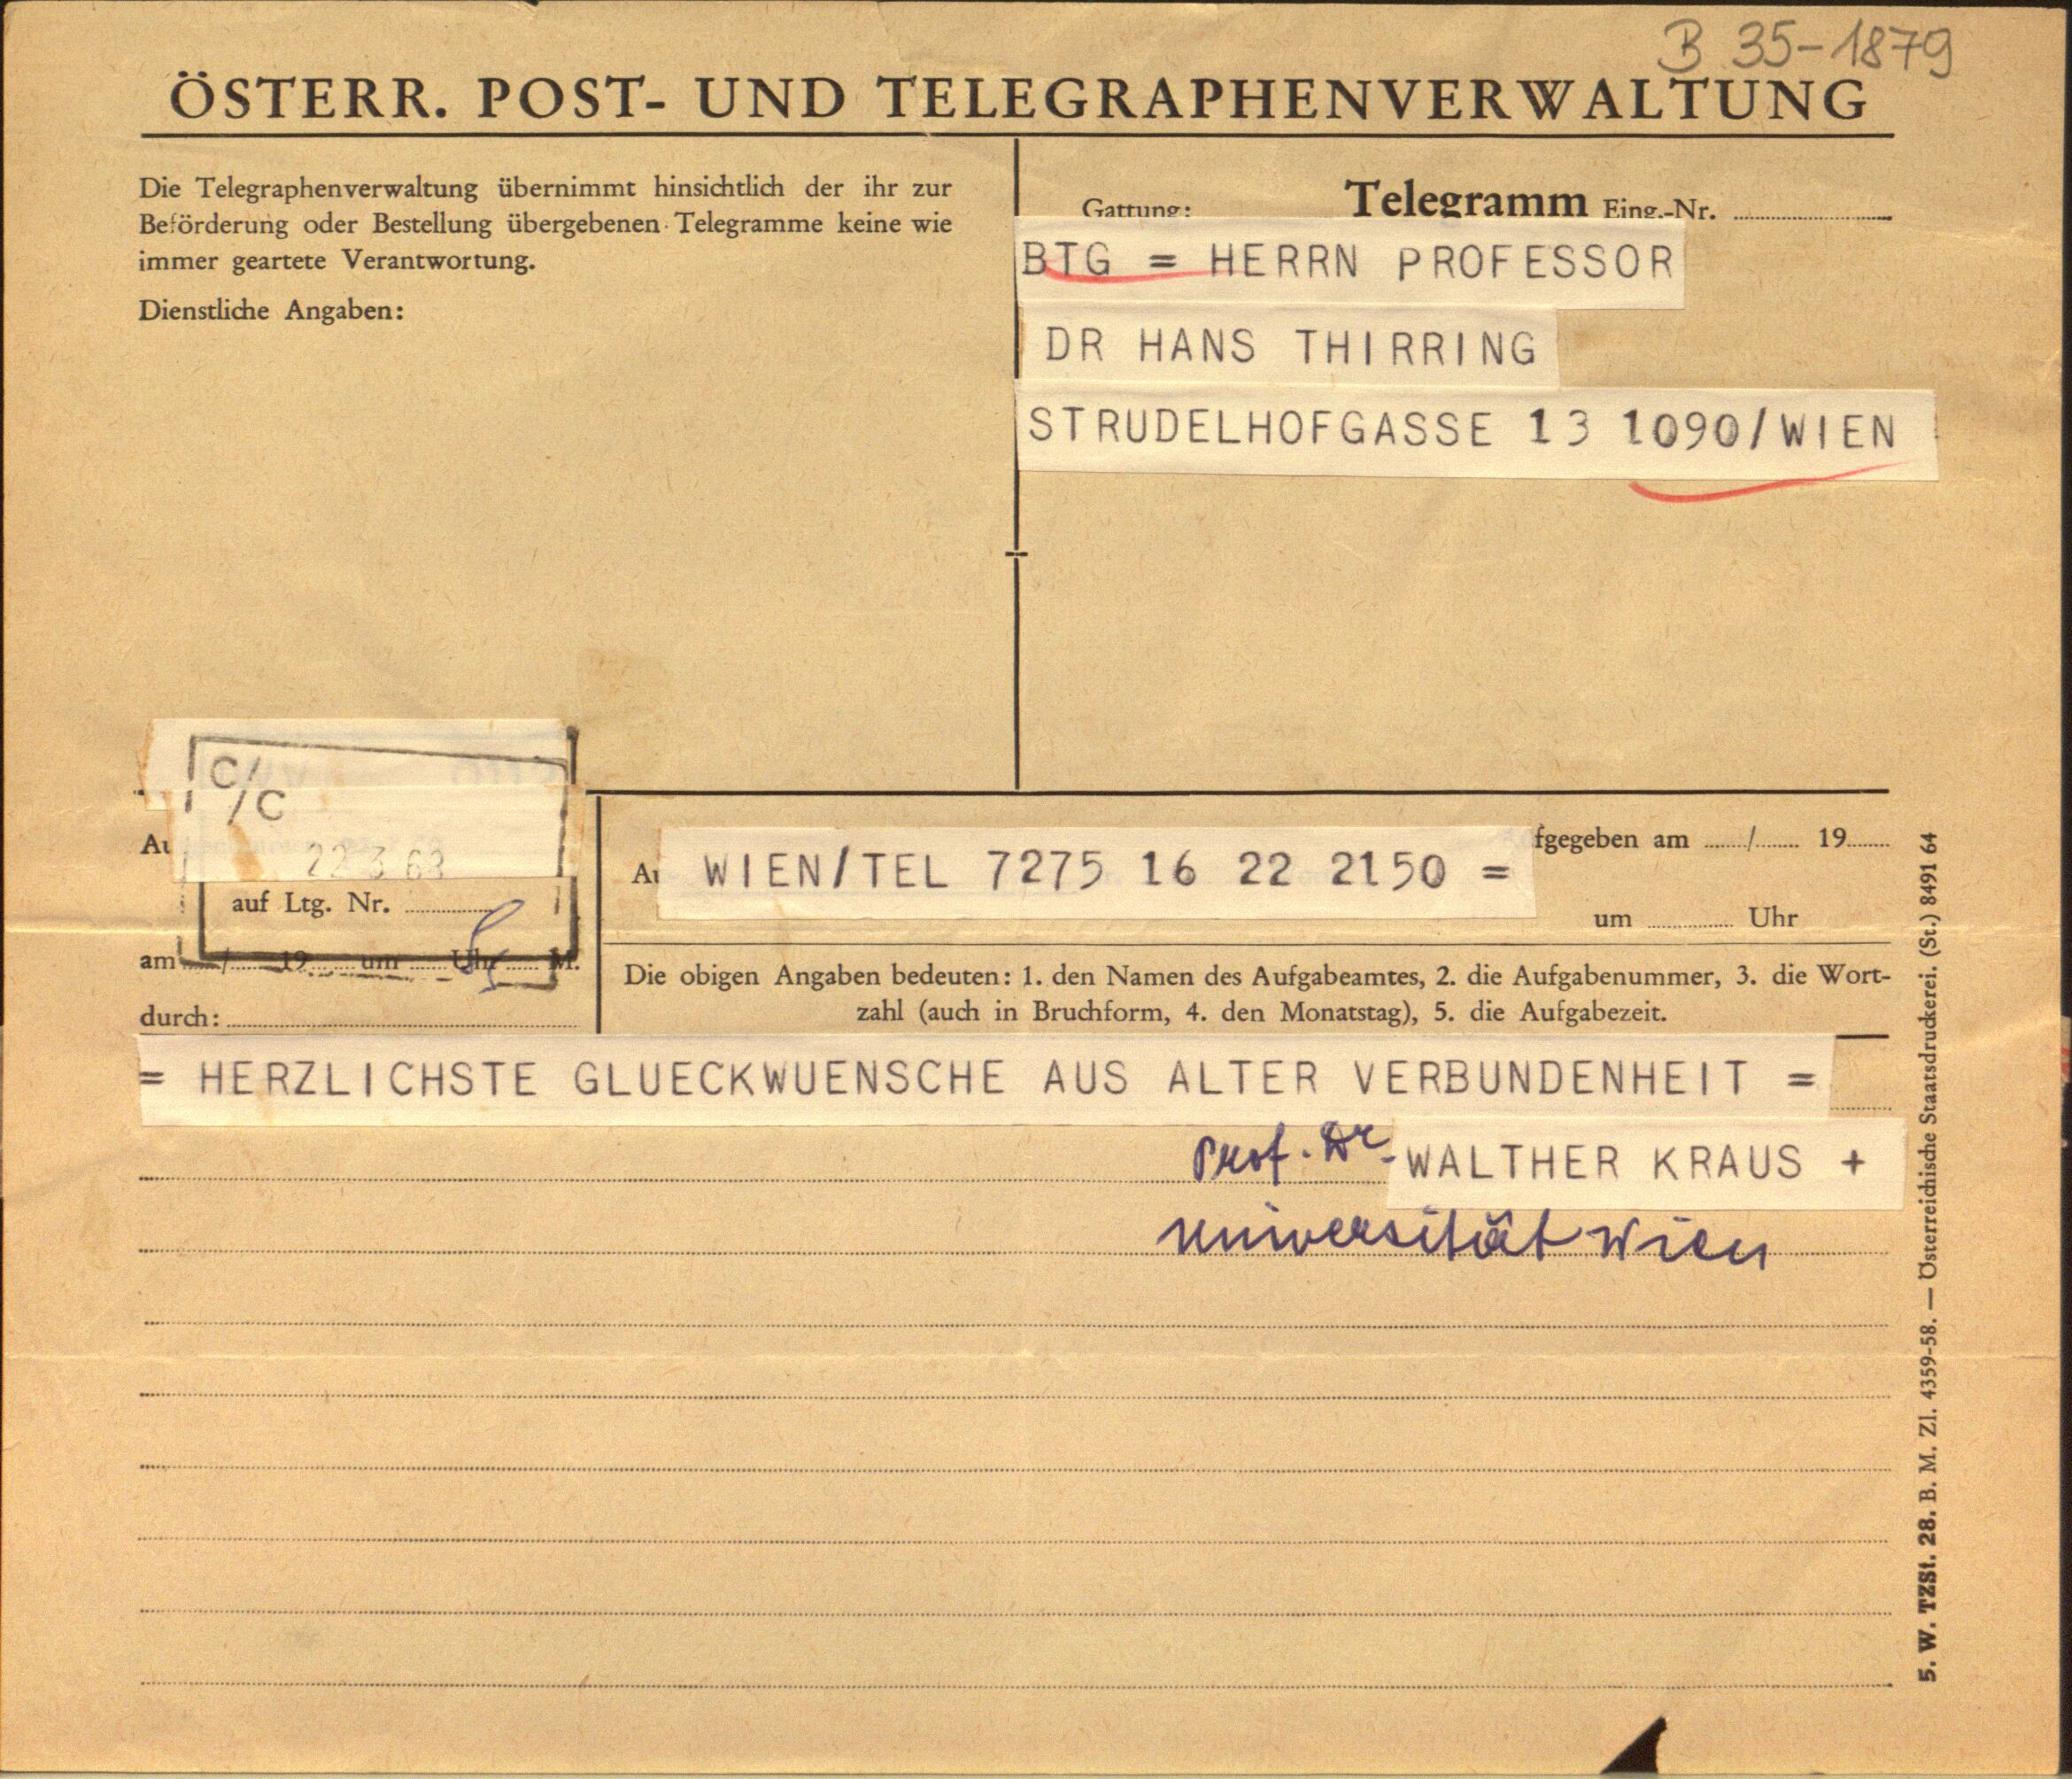 B 35-1879
ÖSTERR. POST- UND TELEGRAPHENVERWALTUNG
Die Telegraphenverwaltung übernimmt hinsichtlich der ihr zur
Beförderung oder Bestellung übergebenen Telegramme keine wie
immer geartete Verantwortung.
Dienstliche Angaben:
Gattung: Telegramm Eing.-Nr.
BTG = HERRN PROFESSOR
DR HANS THIRRING
STRUDELHOFGASSE 13 1090/WIEN
C/
/C
22 3 63
auf Ltg. Nr.
am / 19 um Uhr M.
durch:
WIEN/TEL 7275 16 22 2150 =
fgegeben am / 19
um Uhr
Die obigen Angaben bedeuten: 1. den Namen des Aufgabeamtes, 2. die Aufgabenummer, 3. die Wort-
zahl (auch in Bruchform, 4. den Monatstag), 5. die Aufgabezeit.
= HERZLICHSTE GLUECKWUENSCHE AUS ALTER VERBUNDENHEIT =
Prof. Dr. WALTHER KRAUS +
Universität Wien
5. W. TZSt. 28. B. M. Zl. 4359-58. — Österreichische Staatsdruckerei. (St.) 8491 64